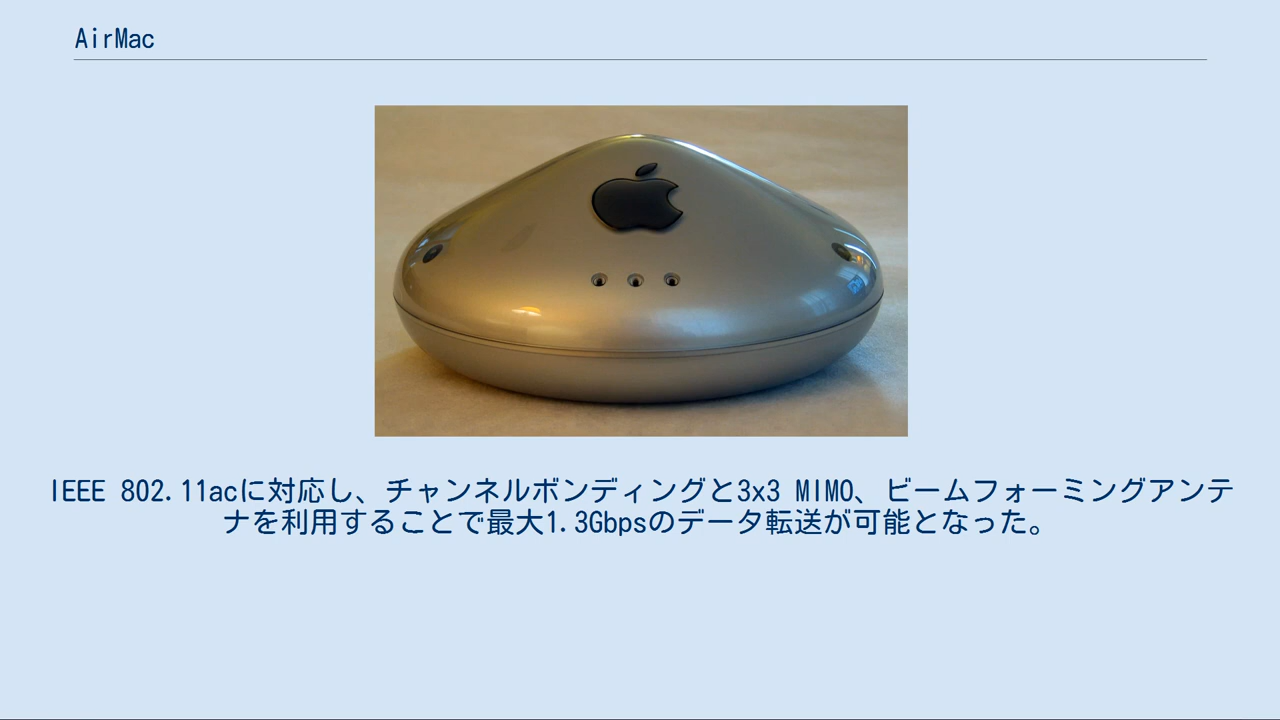 AirMac
IEEE 802.11acに対応し、チャンネルボンディングと3x3 MIMO、ビームフォーミングアンテ
ナを利用することで最大1.3Gbpsのデータ転送が可能となった。